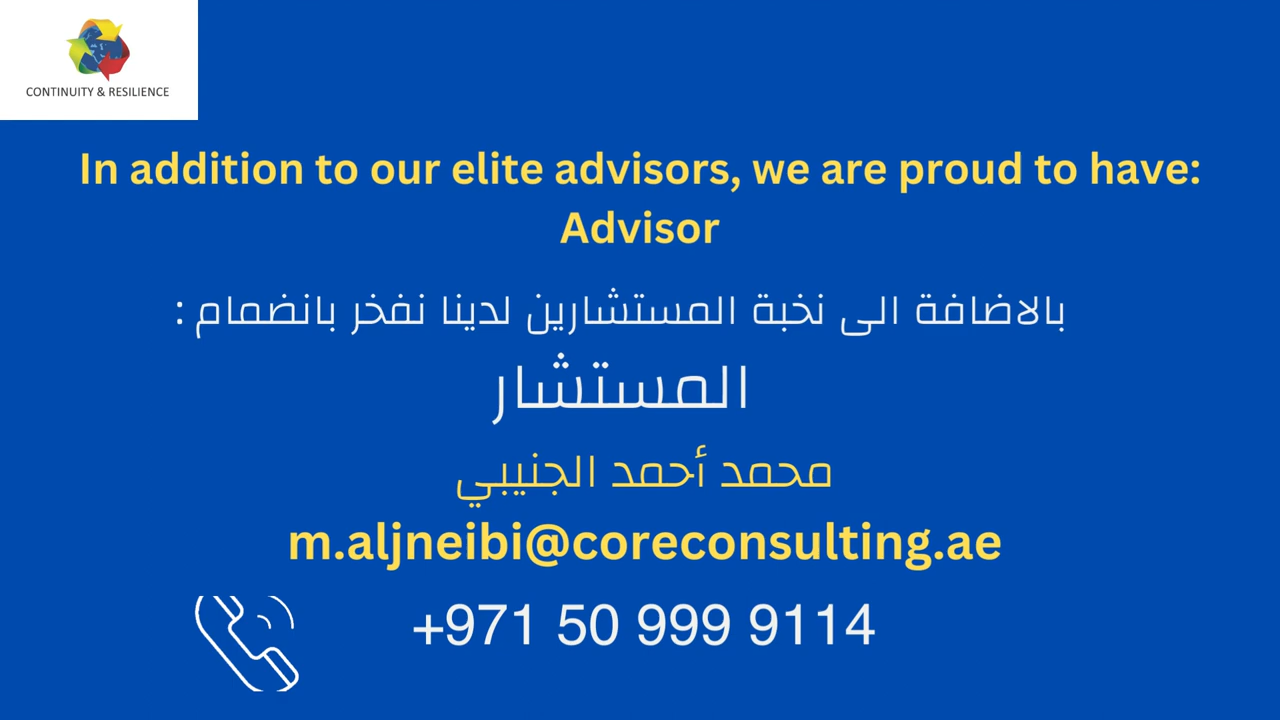 CONTINUITY & RESILIENCE
In addition to our elite advisors, we are proud to have:
Advisor
بالاضافة الى نخبة المستشارين لدينا نفخر بانضمام :
المستشار
محمد أحمد الجنيبي
m.aljneibi@coreconsulting.ae
+971 50 999 9114